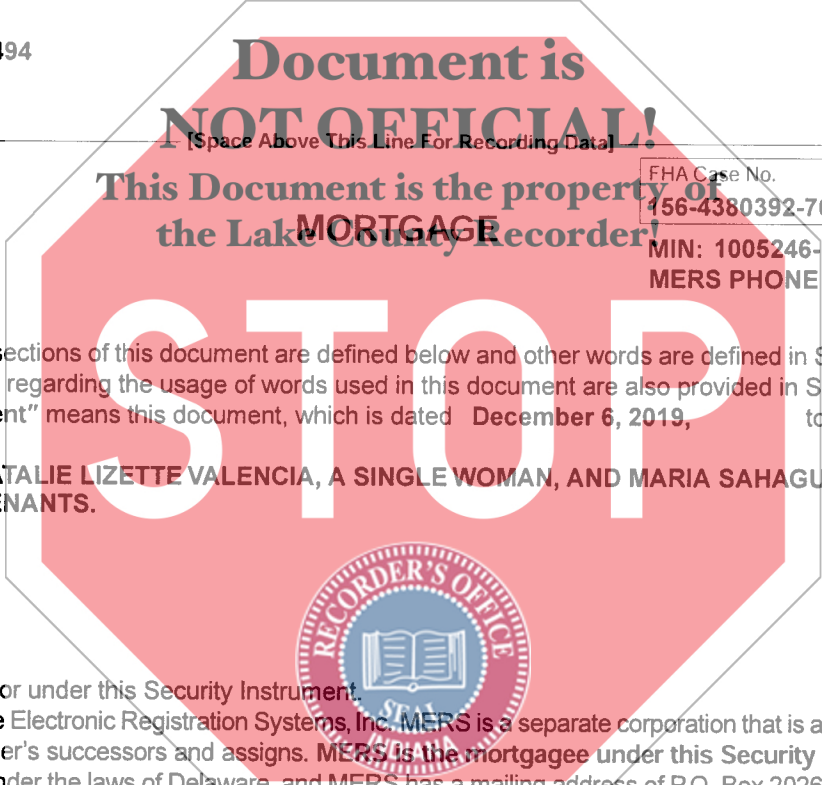 494
Document is
NOT OFFICIAL!
[Space Above This Line For Recording Data]
This Document is the property of
the Lake County Recorder!
MORTGAGE
FHA Case No.
156-4380392-70
MIN: 1005246-
MERS PHONE
STOP
sections of this document are defined below and other words are defined in S
regarding the usage of words used in this document are also provided in S
ent" means this document, which is dated December 6, 2019, to
ATALIE LIZETTE VALENCIA, A SINGLE WOMAN, AND MARIA SAHAGU
ENANTS.
RECORDER'S OFFICE
SEAL
INDIANA
or under this Security Instrument.
e Electronic Registration Systems, Inc. MERS is a separate corporation that is a
er's successors and assigns. MERS is the mortgagee under this Security
nder the laws of Delaware, and MERS has a mailing address of P.O. Box 2026